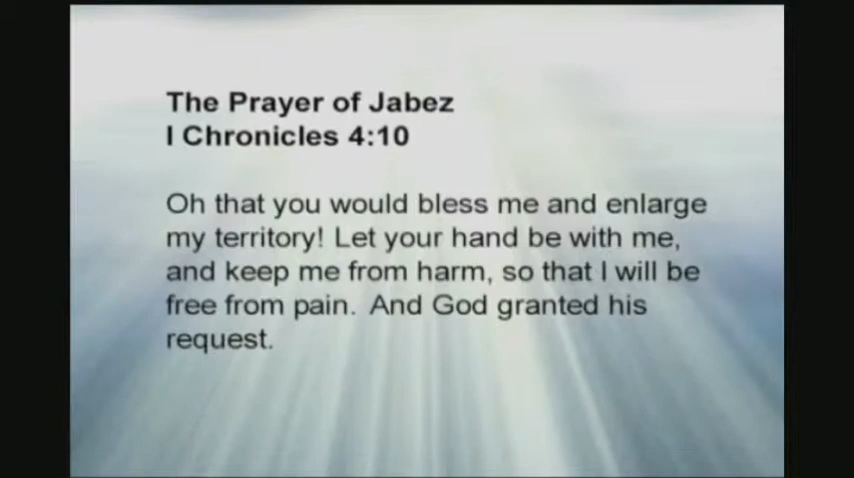 The Prayer of Jabez
I Chronicles 4:10
Oh that you would bless me and enlarge
my territory! Let your hand be with me,
and keep me from harm, so that I will be
free from pain. And God granted his
request.